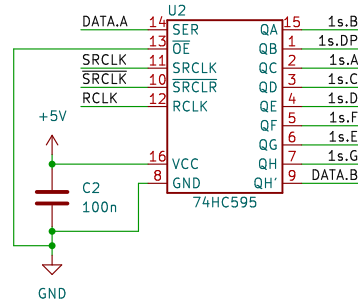 U2
DATA.A 14 SER QA 15 1s.B
13 OE QB 1 1s.DP
SRCLK 11 SRCLK QC 2 1s.A
SRCLK 10 SRCLR QD 3 1s.C
RCLK 12 RCLK QE 4 1s.D
QF 5 1s.F
+5V QG 6 1s.E
16 VCC QH 7 1s.G
8 GND QH' 9 DATA.B
C2
100n
74HC595
GND